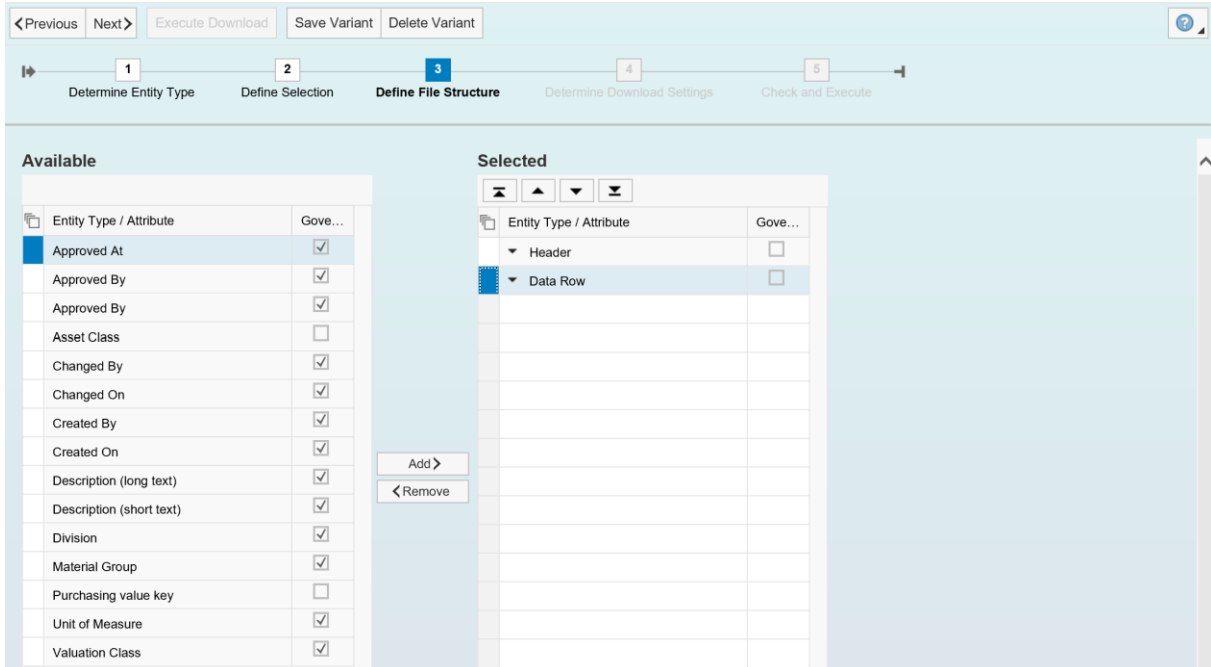 Previous Next Execute Download Save Variant Delete Variant ?
1 2 3 4 5
Determine Entity Type Define Selection Define File Structure Determine Download Settings Check and Execute
Available Selected
Entity Type / Attribute Gove... Entity Type / Attribute Gove...
Approved At Header
Approved By Data Row
Approved By
Asset Class
Changed By
Changed On
Created By
Created On
Add
Description (long text)
Remove
Description (short text)
Division
Material Group
Purchasing value key
Unit of Measure
Valuation Class